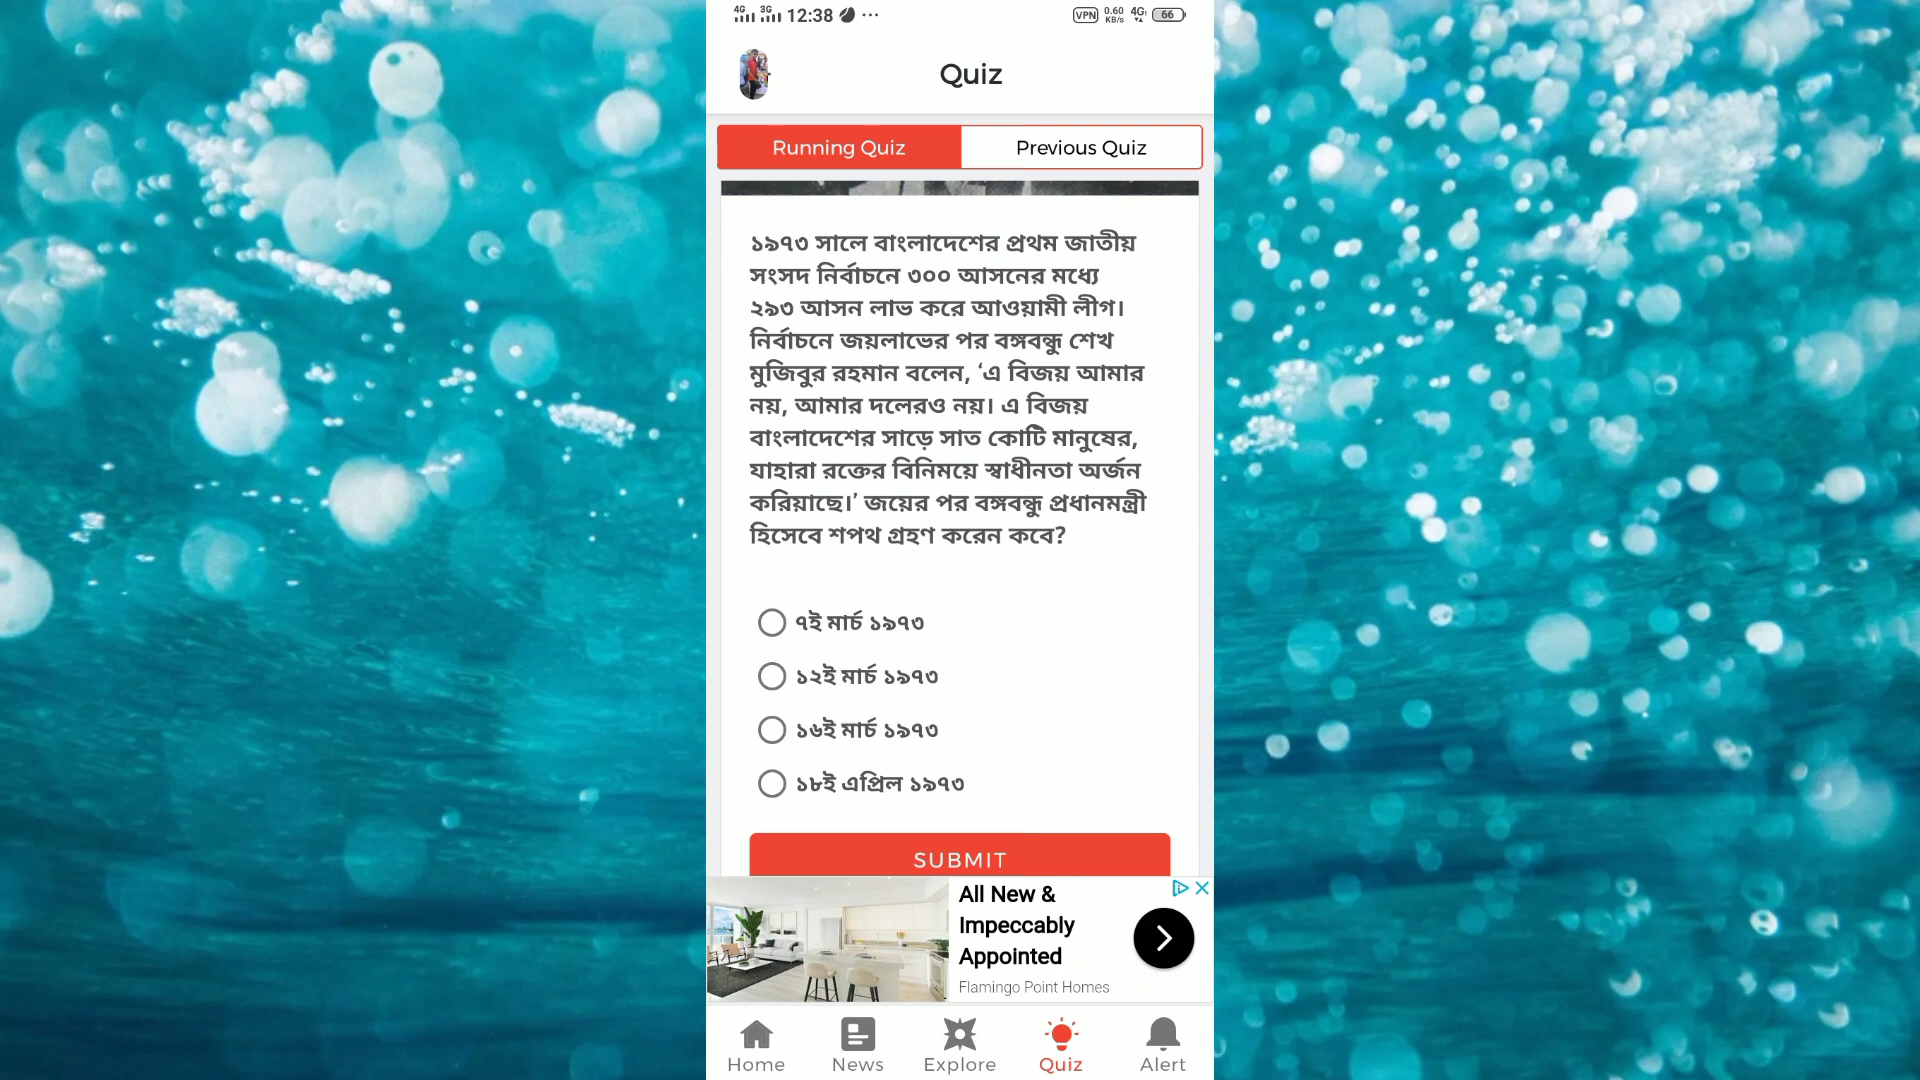 4G 3G 12:38 ... VPN 0.60 KB/s 4G 66
Quiz
Running Quiz Previous Quiz
১৯৭৩ সালে বাংলাদেশের প্রথম জাতীয়
সংসদ নির্বাচনে ৩০০ আসনের মধ্যে
২৯৩ আসন লাভ করে আওয়ামী লীগ।
নির্বাচনে জয়লাভের পর বঙ্গবন্ধু শেখ
মুজিবুর রহমান বলেন, ‘এ বিজয় আমার
নয়, আমার দলেরও নয়। এ বিজয়
বাংলাদেশের সাড়ে সাত কোটি মানুষের,
যাহারা রক্তের বিনিময়ে স্বাধীনতা অর্জন
করিয়াছে।’ জয়ের পর বঙ্গবন্ধু প্রধানমন্ত্রী
হিসেবে শপথ গ্রহণ করেন কবে?
৭ই মার্চ ১৯৭৩
১২ই মার্চ ১৯৭৩
১৬ই মার্চ ১৯৭৩
১৮ই এপ্রিল ১৯৭৩
SUBMIT
All New &
Impeccably
Appointed
Flamingo Point Homes
Home News Explore Quiz Alert